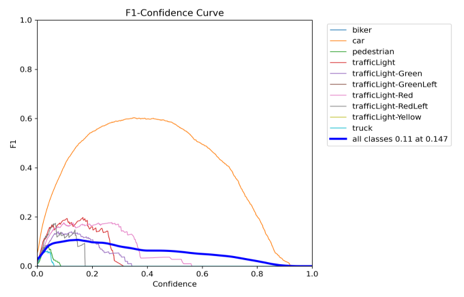 F1-Confidence Curve
1.0
0.8
0.6
0.4
0.2
0.0
F1
0.0 0.2 0.4 0.6 0.8 1.0
Confidence
biker
car
pedestrian
trafficLight
trafficLight-Green
trafficLight-GreenLeft
trafficLight-Red
trafficLight-RedLeft
trafficLight-Yellow
truck
all classes 0.11 at 0.147